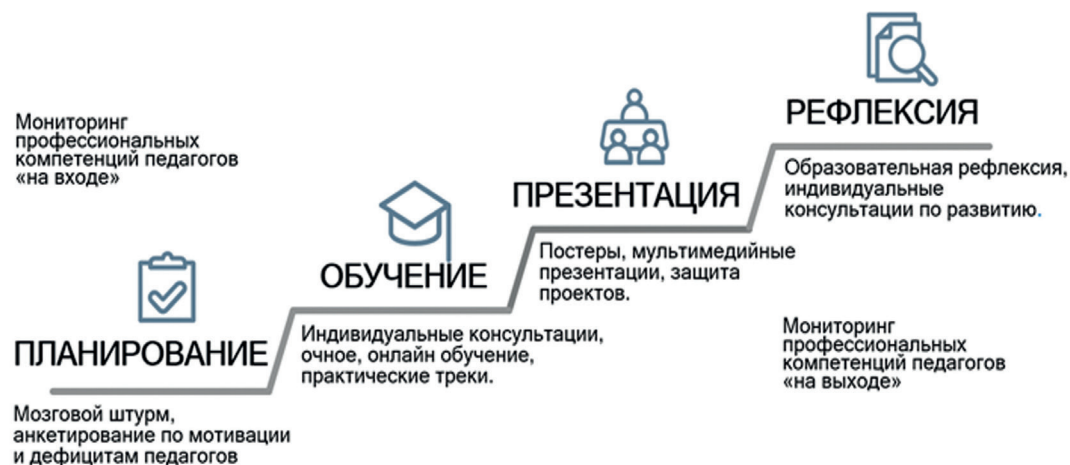 Мониторинг
профессиональных
компетенций педагогов
«на входе»
ПЛАНИРОВАНИЕ
Мозговой штурм,
анкетирование по мотивации
и дефицитам педагогов
ОБУЧЕНИЕ
Индивидуальные консультации,
очное, онлайн обучение,
практические треки.
ПРЕЗЕНТАЦИЯ
Постеры, мультимедийные
презентации, защита
проектов.
РЕФЛЕКСИЯ
Образовательная рефлексия,
индивидуальные
консультации по развитию.
Мониторинг
профессиональных
компетенций педагогов
«на выходе»